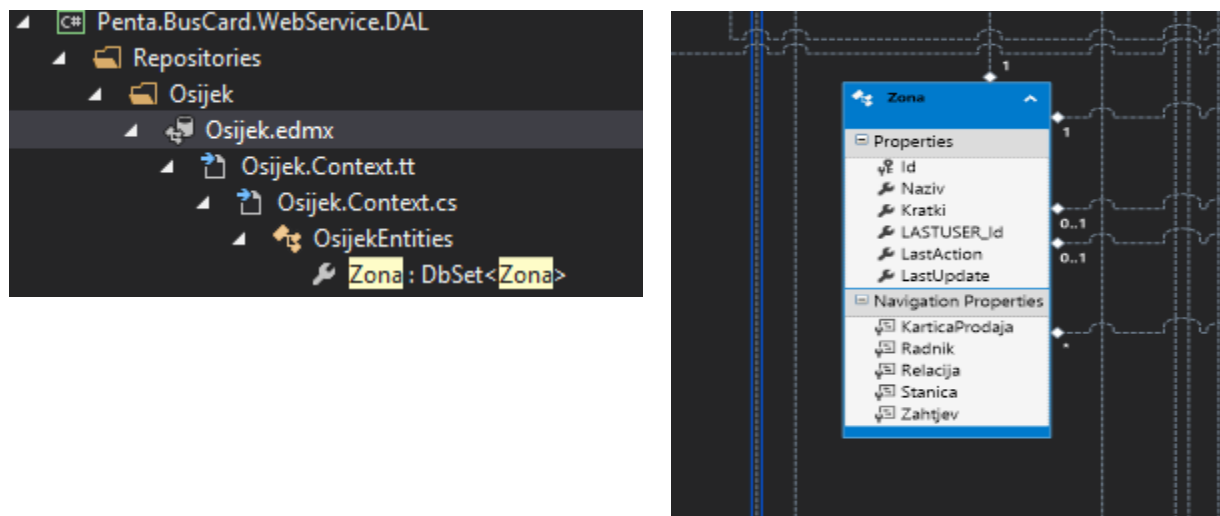 Penta.BusCard.WebService.DAL
Repositories
Osijek
Osijek.edmx
Osijek.Context.tt
Osijek.Context.cs
OsijekEntities
Zona : DbSet<Zona>
1
Zona
1
Properties
Id
Naziv
Kratki
0..1
LASTUSER_Id
LastAction
0..1
LastUpdate
Navigation Properties
KarticaProdaja
*
Radnik
Relacija
Stanica
Zahtjev